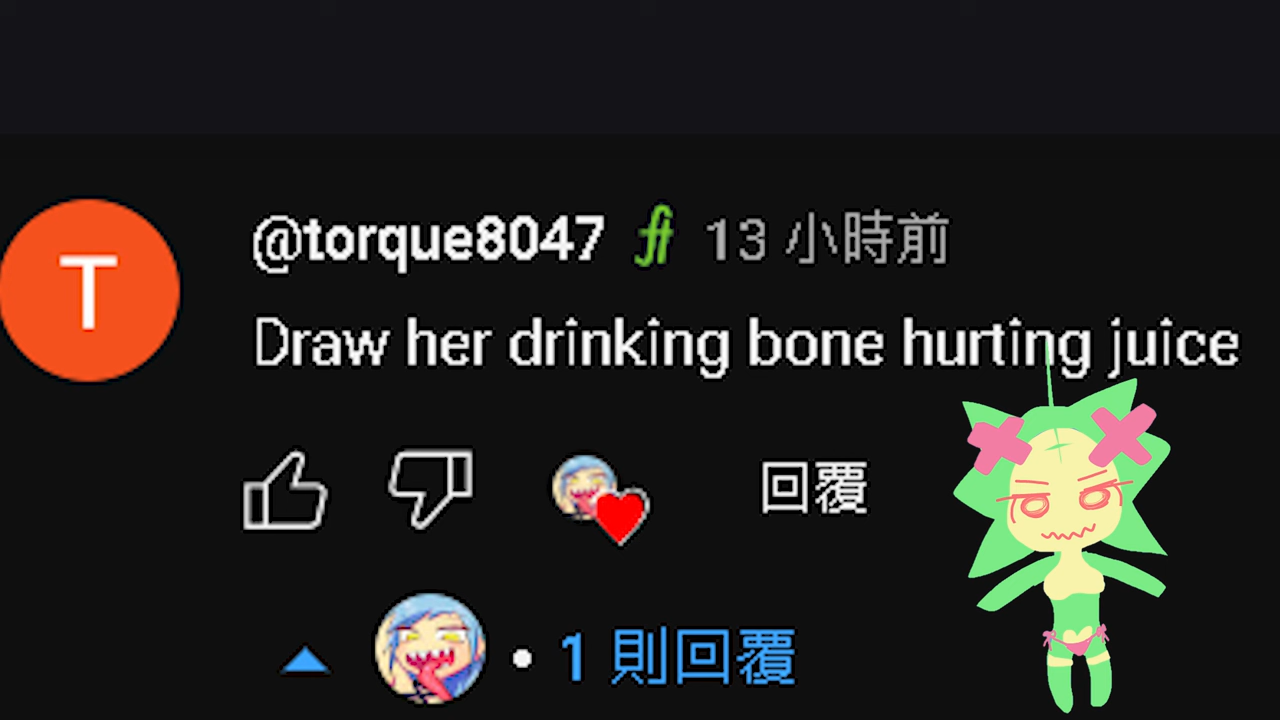 T
@torque8047 13 小時前
Draw her drinking bone hurting juice
回覆
• 1 則回覆